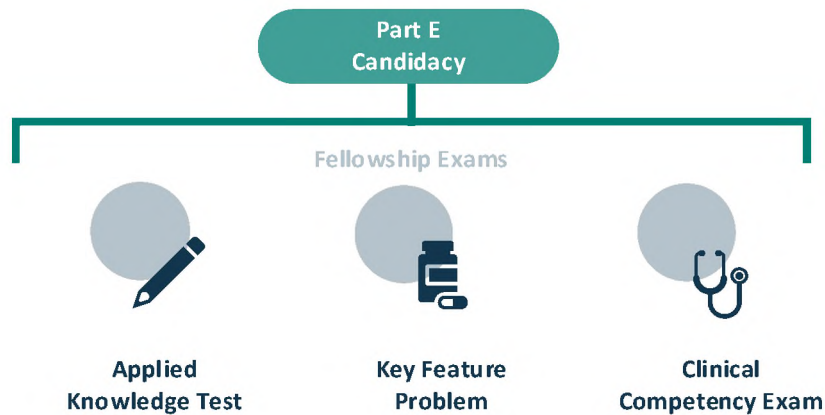 Part E
Candidacy
Fellowship Exams
Applied
Knowledge Test
Key Feature
Problem
Clinical
Competency Exam